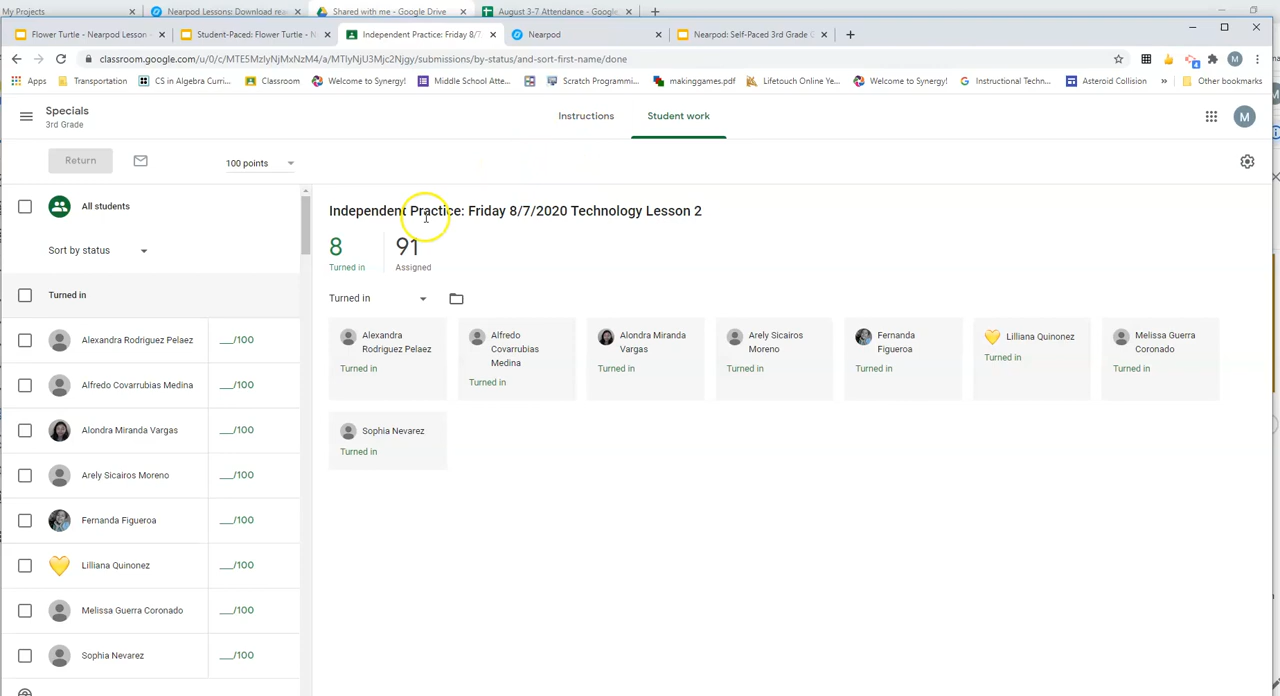 My Projects
Nearpod Lessons: Download rea
Shared with me - Google Drive
August 3-7 Attendance - Google
Flower Turtle - Nearpod Lesson -
Student-Paced: Flower Turtle - N
Independent Practice: Friday 8/7
Nearpod
Nearpod: Self-Paced 3rd Grade
classroom.google.com/u/0/c/MTE5MzIyNjMxNzM4/a/MTIyNjU3Mjc2Njgy/submissions/by-status/and-sort-first-name/done
M
Apps
Transportation
CS in Algebra Curri...
Classroom
Welcome to Synergy!
Middle School Atte...
Scratch Programmi...
makinggames.pdf
Lifetouch Online Ye...
Welcome to Synergy!
Instructional Techn...
Asteroid Collision
»
Other bookmarks
Specials
3rd Grade
Instructions
Student work
M
Return
100 points
All students
Sort by status
Turned in
Alexandra Rodriguez Pelaez
__/100
Alfredo Covarrubias Medina
__/100
Alondra Miranda Vargas
__/100
Arely Sicairos Moreno
__/100
Fernanda Figueroa
__/100
Lilliana Quinonez
__/100
Melissa Guerra Coronado
__/100
Sophia Nevarez
__/100
Independent Practice: Friday 8/7/2020 Technology Lesson 2
8
Turned in
91
Assigned
Turned in
Alexandra
Rodriguez Pelaez
Turned in
Alfredo
Covarrubias
Medina
Turned in
Alondra Miranda
Vargas
Turned in
Arely Sicairos
Moreno
Turned in
Fernanda
Figueroa
Turned in
Lilliana Quinonez
Turned in
Melissa Guerra
Coronado
Turned in
Sophia Nevarez
Turned in